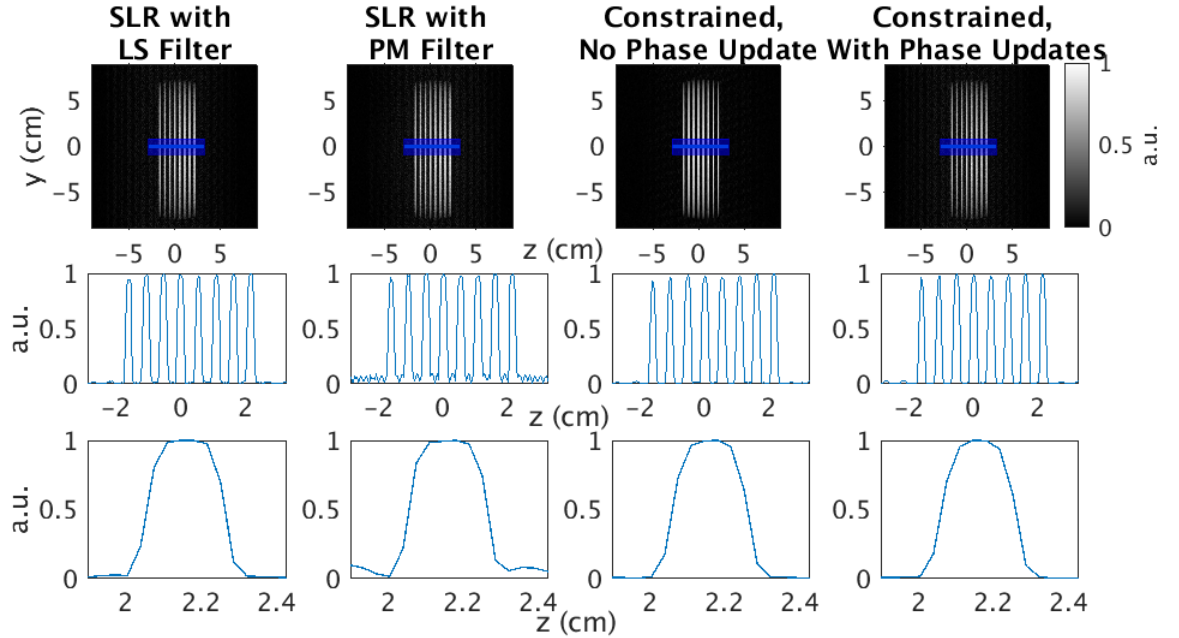 SLR with SLR with Constrained, Constrained,
LS Filter PM Filter No Phase Update With Phase Updates
y (cm) 5 0 −5 5 0 −5 5 0 −5 5 0 −5 1 0.5 0 a.u.
−5 0 5 −5 0 5 −5 0 5 −5 0 5
z (cm)
a.u. 1 0.5 0 1 0.5 0 1 0.5 0 1 0.5 0
−2 0 2 −2 0 2 −2 0 2 −2 0 2
z (cm)
a.u. 1 0.5 0 1 0.5 0 1 0.5 0 1 0.5 0
2 2.2 2.4 2 2.2 2.4 2 2.2 2.4 2 2.2 2.4
z (cm)